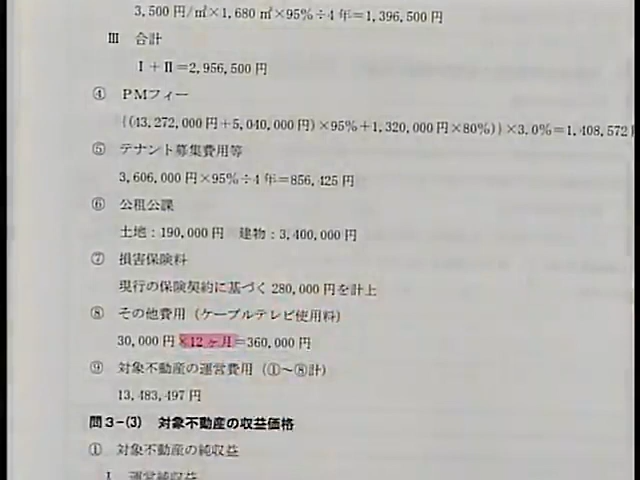 3,500円/㎡×1,680㎡×95%÷4年=1,396,500円
Ⅲ 合計
Ⅰ+Ⅱ=2,956,500円
④ PMフィー
{(43,272,000円+5,040,000円)×95%+1,320,000円×80%)}×3.0%=1,408,572
⑤ テナント募集費用等
3,606,000円×95%÷4年=856,425円
⑥ 公租公課
土地:190,000円 建物:3,400,000円
⑦ 損害保険料
現行の保険契約に基づく280,000円を計上
⑧ その他費用(ケーブルテレビ使用料)
30,000円×12ヶ月=360,000円
⑨ 対象不動産の運営費用(①~⑧計)
13,483,497円
問3-(3) 対象不動産の収益価格
① 対象不動産の純収益
Ⅰ 運営純収益